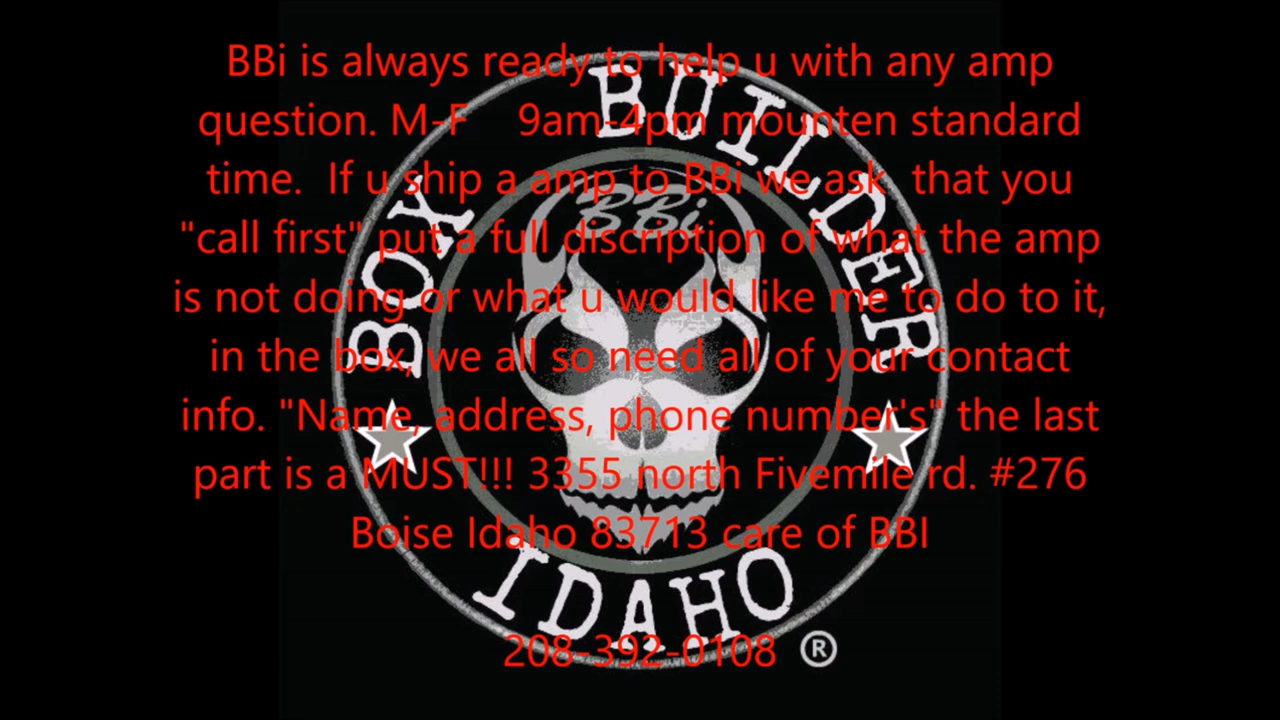 BBi is always ready to help u with any amp
question. M-F 9am-4pm mounten standard
time. If u ship a amp to BBi we ask that you
"call first" put a full discription of what the amp
is not doing or what u would like me to do to it,
in the box, we all so need all of your contact
info. "Name, address, phone number's" the last
part is a MUST!!! 3355 north Fivemile rd. #276
Boise Idaho 83713 care of BBI
208-392-0108 ®
BOX BUILDER
BBi
IDAHO